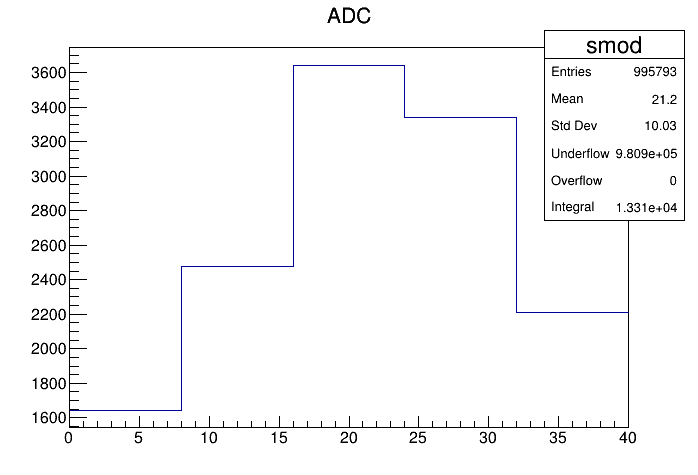 ADC
smod
Entries 995793
Mean 21.2
Std Dev 10.03
Underflow 9.809e+05
Overflow 0
Integral 1.331e+04
3600
3400
3200
3000
2800
2600
2400
2200
2000
1800
1600
0 5 10 15 20 25 30 35 40